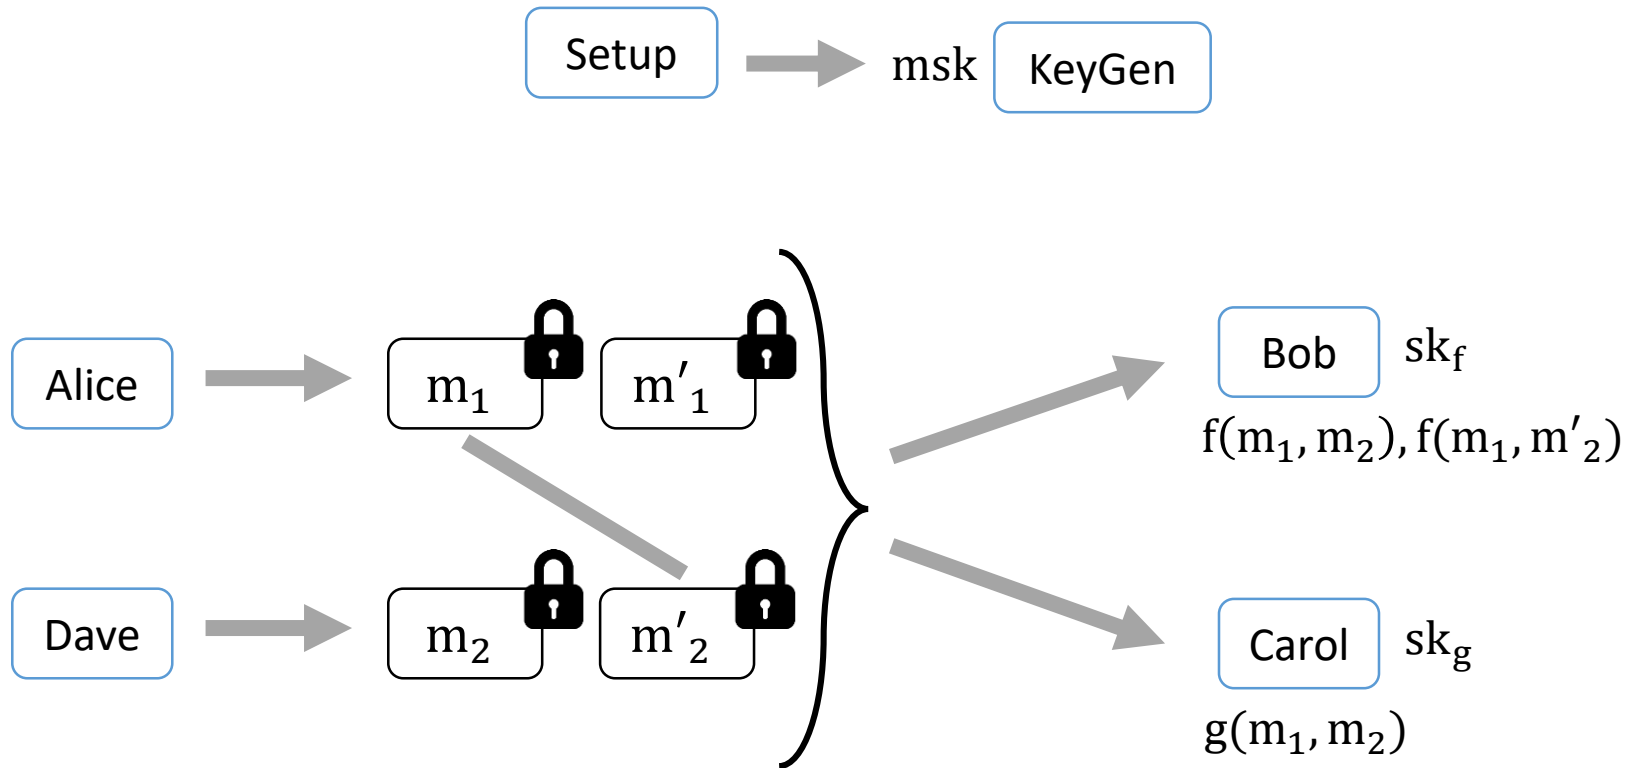 Setup msk KeyGen
Alice m₁ m′₁ Bob sk_f
f(m₁, m₂), f(m₁, m′₂)
Dave m₂ m′₂ Carol sk_g
g(m₁, m₂)